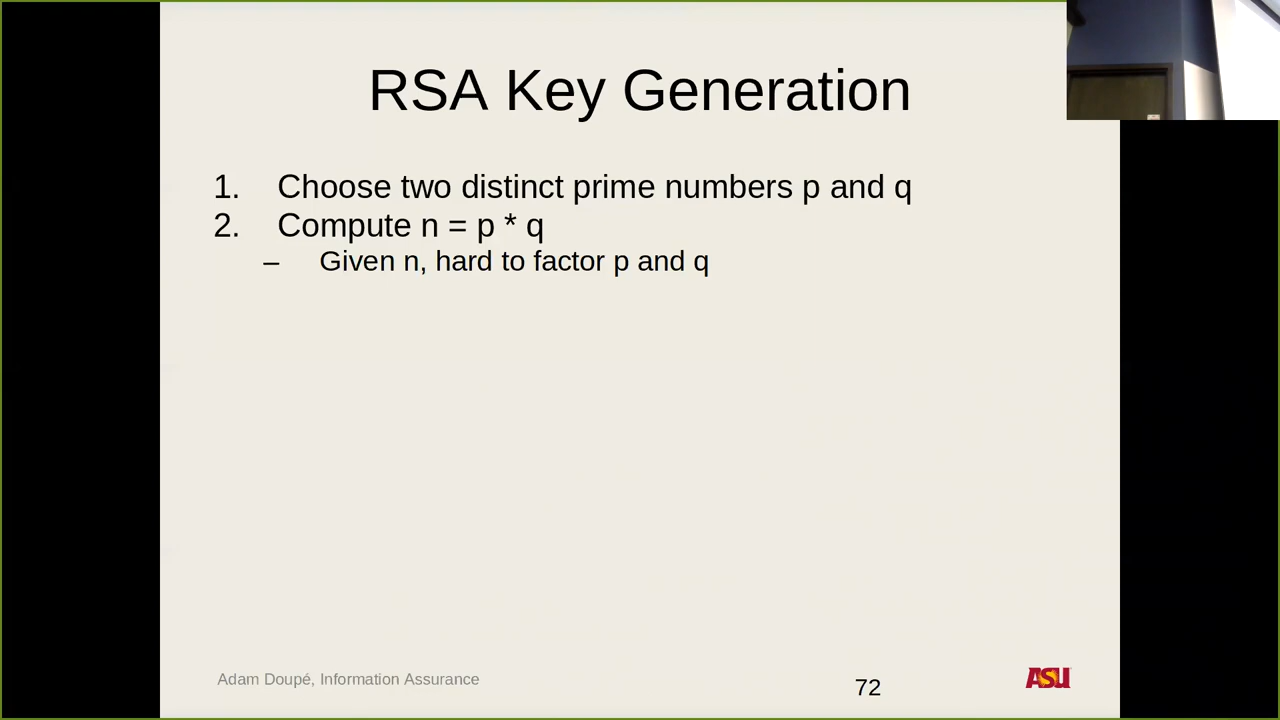 RSA Key Generation
1. Choose two distinct prime numbers p and q
2. Compute n = p * q
– Given n, hard to factor p and q
Adam Doupé, Information Assurance
72
ASU